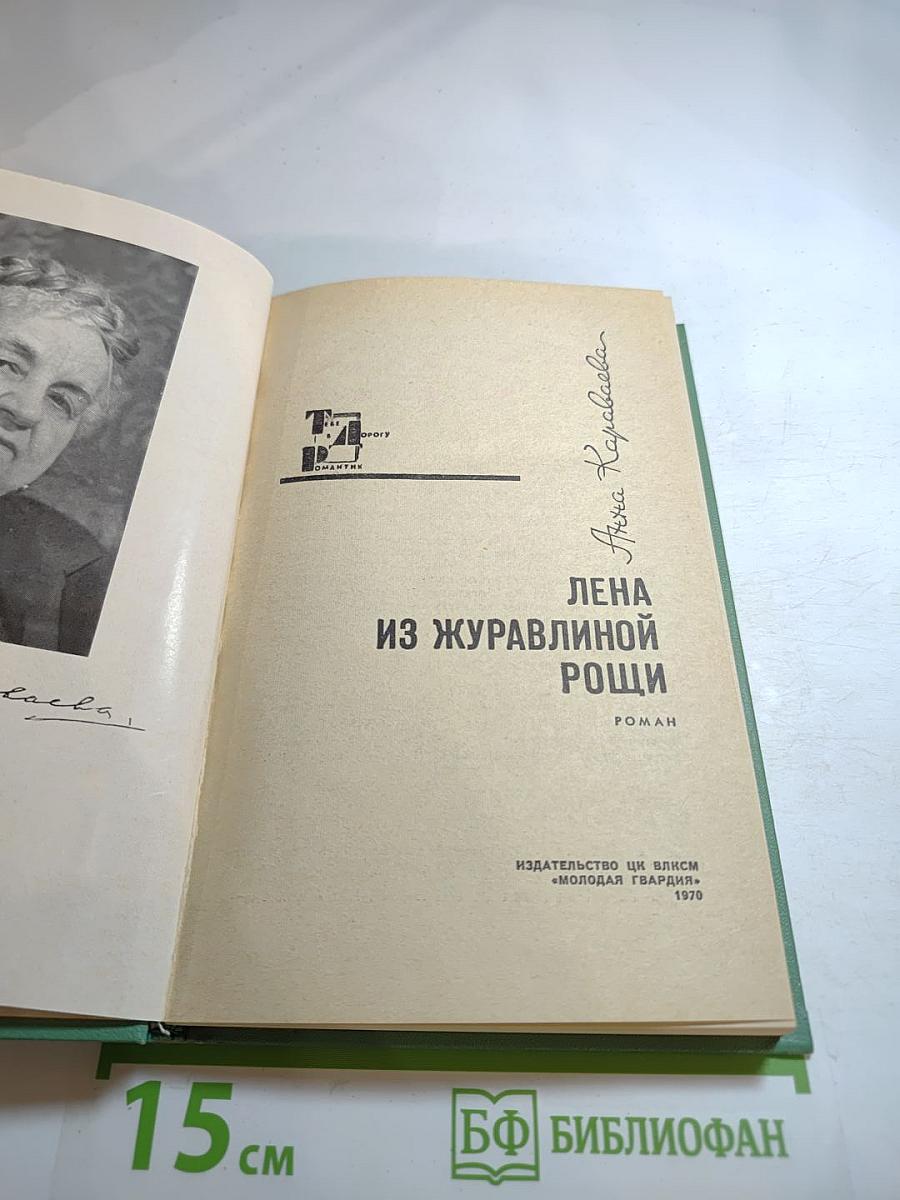 Тебе
в Дорогу
Романтик
Анна Караваева
ЛЕНА
ИЗ ЖУРАВЛИНОЙ
РОЩИ
РОМАН
ИЗДАТЕЛЬСТВО ЦК ВЛКСМ
«МОЛОДАЯ ГВАРДИЯ»
1970
15 см
БФ БИБЛИОФАН